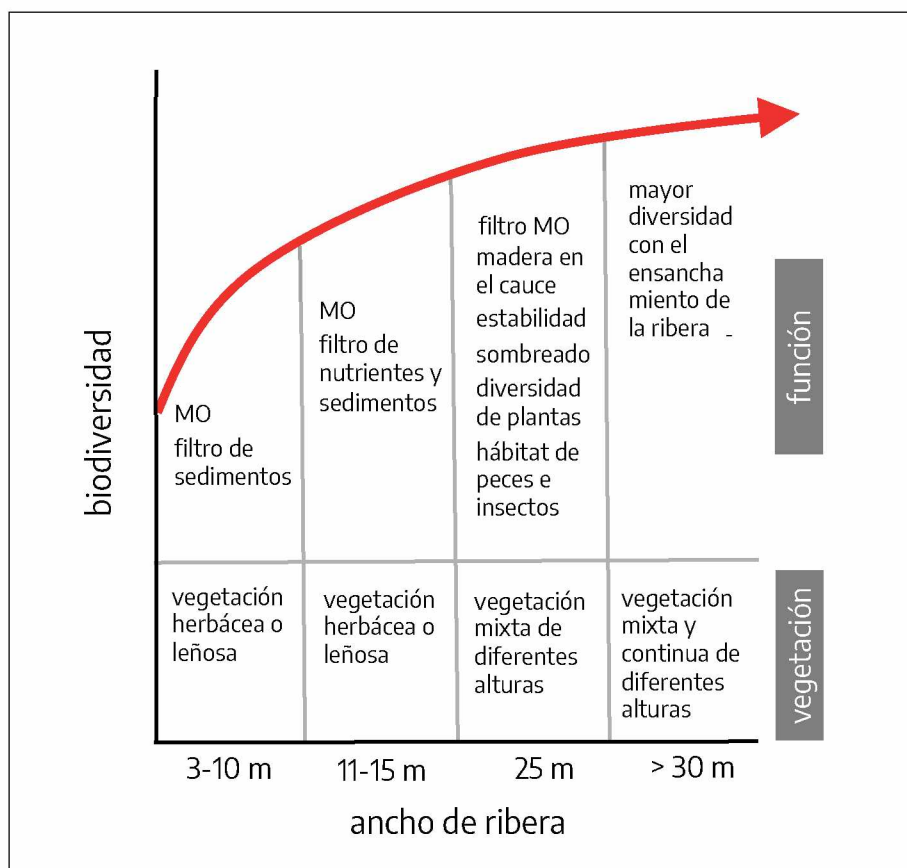 biodiversidad
MO
filtro de
sedimentos
MO
filtro de
nutrientes y
sedimentos
filtro MO
madera en
el cauce
estabilidad
sombreado
diversidad
de plantas
hábitat de
peces e
insectos
mayor
diversidad
con el
ensancha
miento de
la ribera -
función
vegetación
herbácea o
leñosa
vegetación
herbácea o
leñosa
vegetación
mixta de
diferentes
alturas
vegetación
mixta y
continua de
diferentes
alturas
vegetación
3-10 m
11-15 m
25 m
> 30 m
ancho de ribera